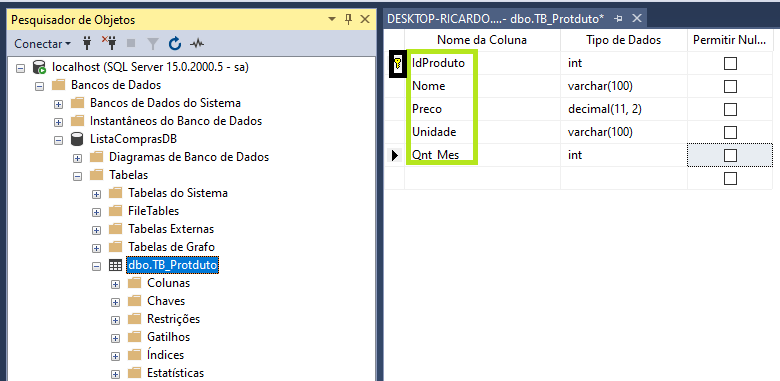 Pesquisador de Objetos
Conectar
localhost (SQL Server 15.0.2000.5 - sa)
Bancos de Dados
Bancos de Dados do Sistema
Instantâneos do Banco de Dados
ListaComprasDB
Diagramas de Banco de Dados
Tabelas
Tabelas do Sistema
FileTables
Tabelas Externas
Tabelas de Grafo
dbo.TB_Protduto
Colunas
Chaves
Restrições
Gatilhos
Índices
Estatísticas
DESKTOP-RICARDO....- dbo.TB_Protduto*
Nome da Coluna Tipo de Dados Permitir Nul...
IdProduto int
Nome varchar(100)
Preco decimal(11, 2)
Unidade varchar(100)
Qnt_Mes int